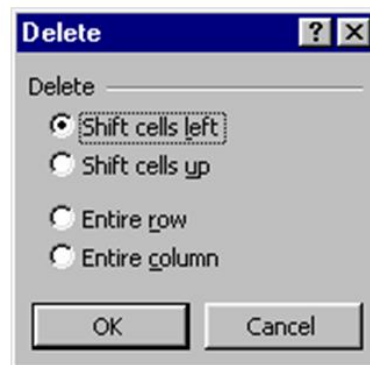 Delete ? X
Delete
Shift cells left
Shift cells up
Entire row
Entire column
OK Cancel